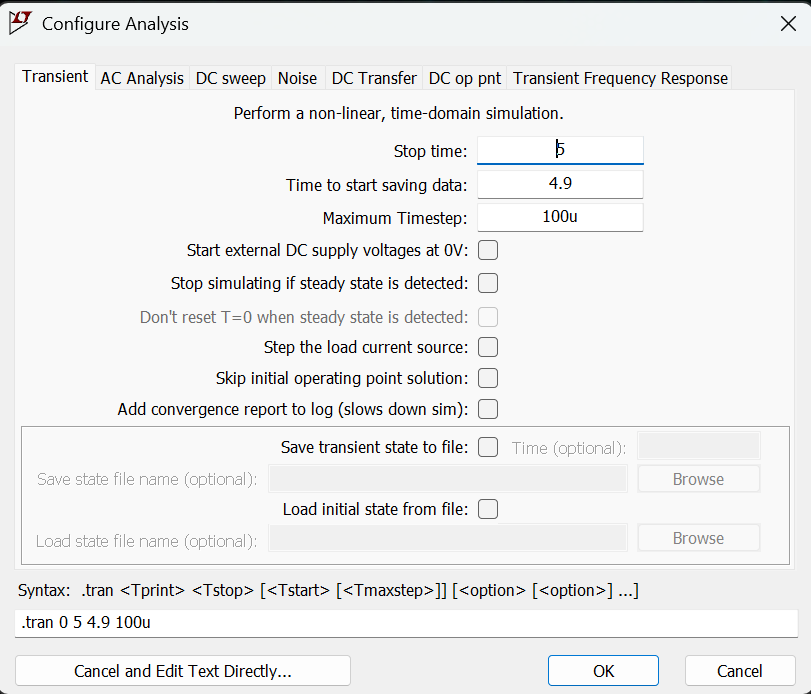 Configure Analysis
Transient AC Analysis DC sweep Noise DC Transfer DC op pnt Transient Frequency Response
Perform a non-linear, time-domain simulation.
Stop time: 5
Time to start saving data: 4.9
Maximum Timestep: 100u
Start external DC supply voltages at 0V:
Stop simulating if steady state is detected:
Don't reset T=0 when steady state is detected:
Step the load current source:
Skip initial operating point solution:
Add convergence report to log (slows down sim):
Save transient state to file: Time (optional):
Save state file name (optional): Browse
Load initial state from file:
Load state file name (optional): Browse
Syntax: .tran <Tprint> <Tstop> [<Tstart> [<Tmaxstep>]] [<option> [<option>] ...]
.tran 0 5 4.9 100u
Cancel and Edit Text Directly... OK Cancel